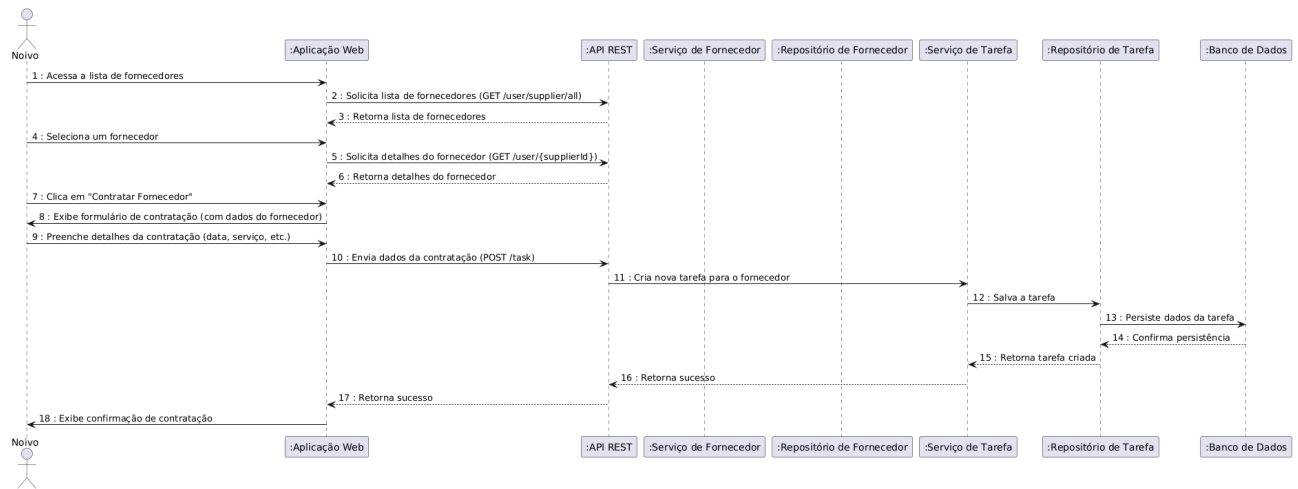 Noivo
:Aplicação Web
:API REST
:Serviço de Fornecedor
:Repositório de Fornecedor
:Serviço de Tarefa
:Repositório de Tarefa
:Banco de Dados
1 : Acessa a lista de fornecedores
2 : Solicita lista de fornecedores (GET /user/supplier/all)
3 : Retorna lista de fornecedores
4 : Seleciona um fornecedor
5 : Solicita detalhes do fornecedor (GET /user/{supplierId})
6 : Retorna detalhes do fornecedor
7 : Clica em "Contratar Fornecedor"
8 : Exibe formulário de contratação (com dados do fornecedor)
9 : Preenche detalhes da contratação (data, serviço, etc.)
10 : Envia dados da contratação (POST /task)
11 : Cria nova tarefa para o fornecedor
12 : Salva a tarefa
13 : Persiste dados da tarefa
14 : Confirma persistência
15 : Retorna tarefa criada
16 : Retorna sucesso
17 : Retorna sucesso
18 : Exibe confirmação de contratação
Noivo
:Aplicação Web
:API REST
:Serviço de Fornecedor
:Repositório de Fornecedor
:Serviço de Tarefa
:Repositório de Tarefa
:Banco de Dados